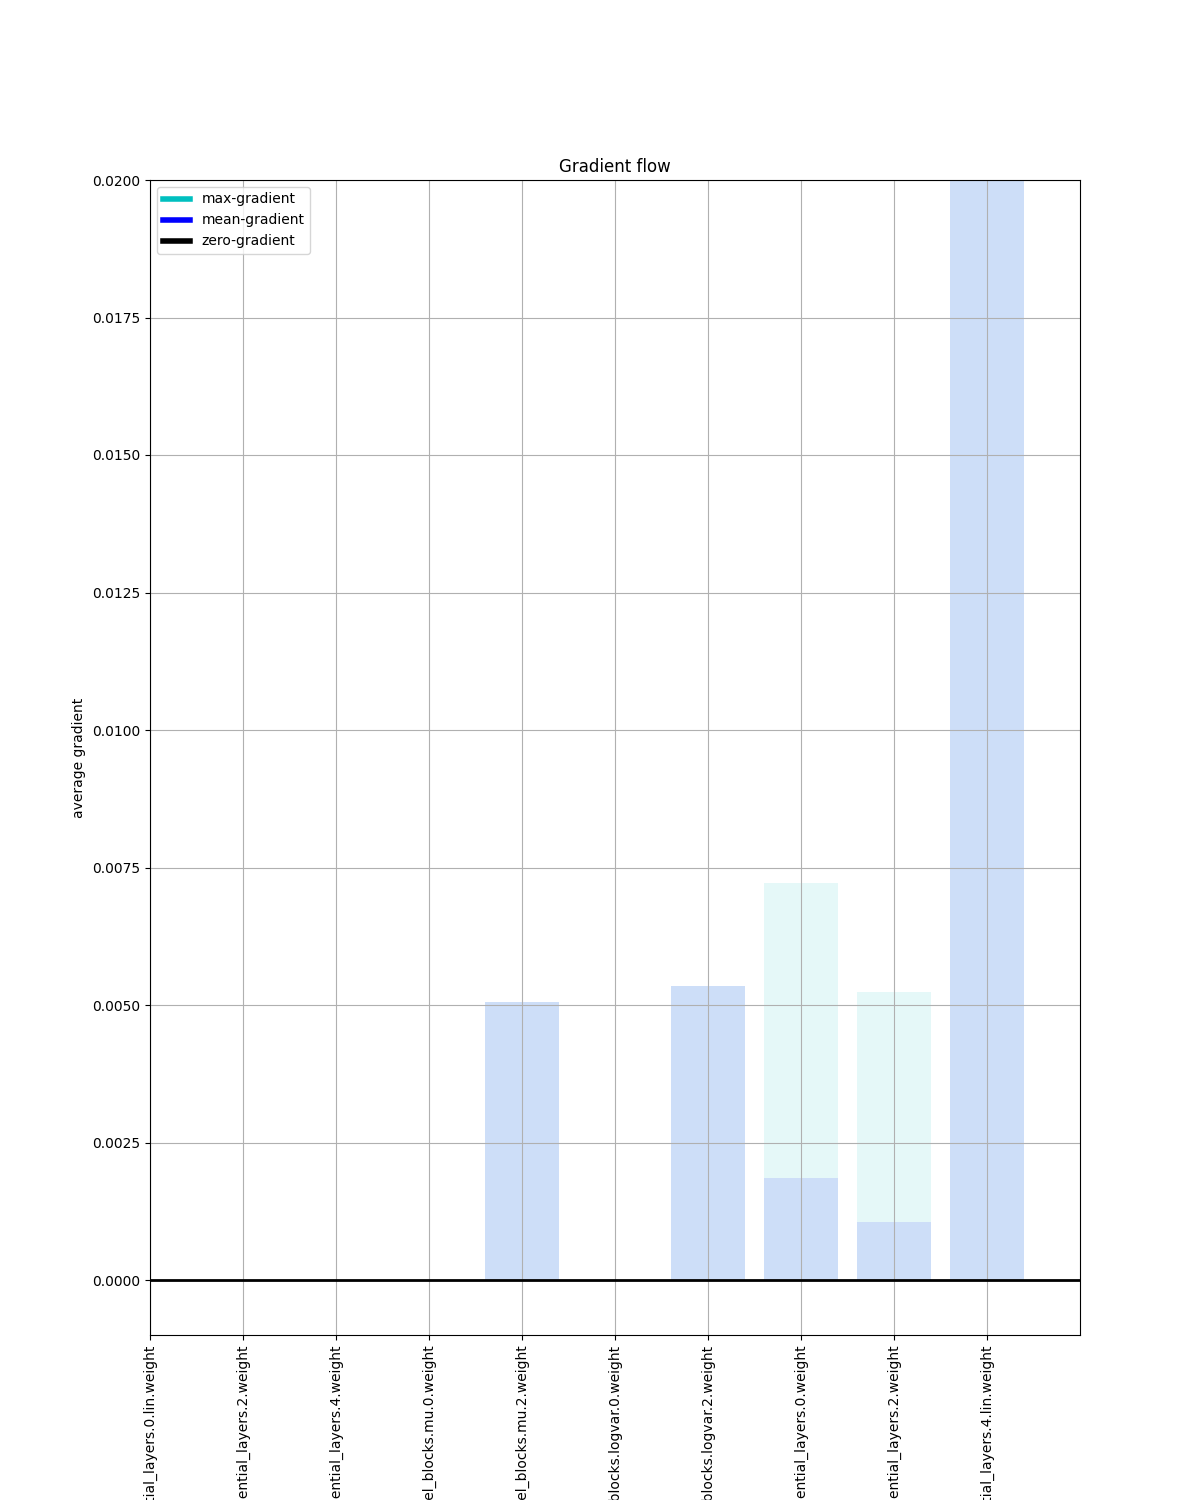 Gradient flow
max-gradient
mean-gradient
zero-gradient
0.0200
0.0175
0.0150
0.0125
0.0100
0.0075
0.0050
0.0025
0.0000
average gradient
tial_layers.0.lin.weight
ential_layers.2.weight
ential_layers.4.weight
el_blocks.mu.0.weight
el_blocks.mu.2.weight
blocks.logvar.0.weight
blocks.logvar.2.weight
ential_layers.0.weight
ential_layers.2.weight
tial_layers.4.lin.weight